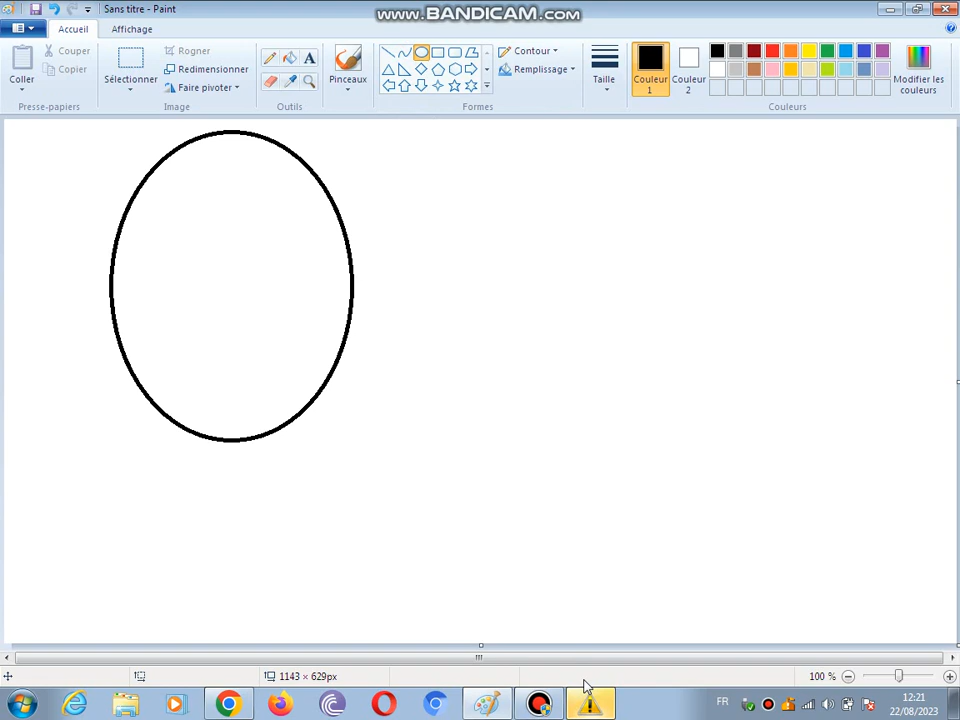 Sans titre - Paint
www.BANDICAM.com
Accueil
Affichage
Coller
Couper
Copier
Presse-papiers
Sélectionner
Rogner
Redimensionner
Faire pivoter
Image
A
Outils
Pinceaux
Contour
Remplissage
Formes
Taille
Couleur
1
Couleur
2
Modifier les
couleurs
Couleurs
1143 × 629px
100 %
FR
12:21
22/08/2023